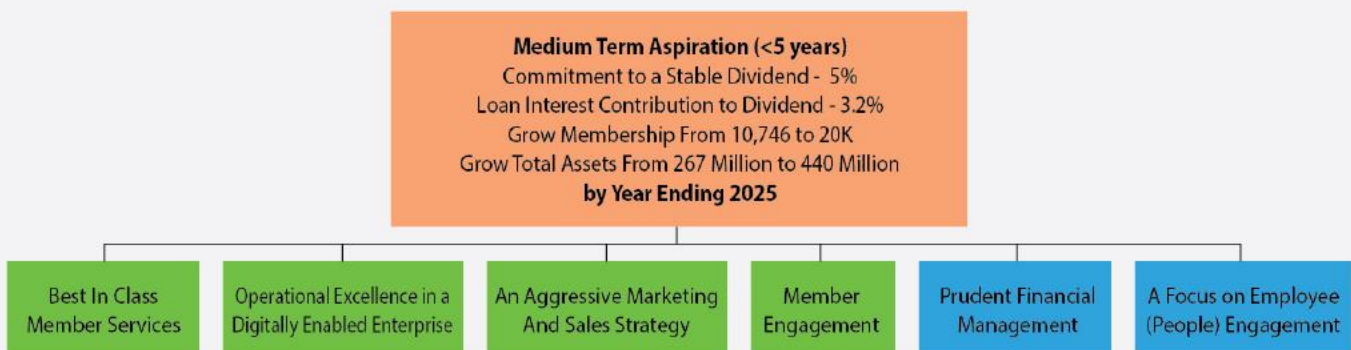 Medium Term Aspiration (<5 years)
Commitment to a Stable Dividend - 5%
Loan Interest Contribution to Dividend - 3.2%
Grow Membership From 10,746 to 20K
Grow Total Assets From 267 Million to 440 Million
by Year Ending 2025
Best In Class
Member Services
Operational Excellence in a
Digitally Enabled Enterprise
An Aggressive Marketing
And Sales Strategy
Member
Engagement
Prudent Financial
Management
A Focus on Employee
(People) Engagement